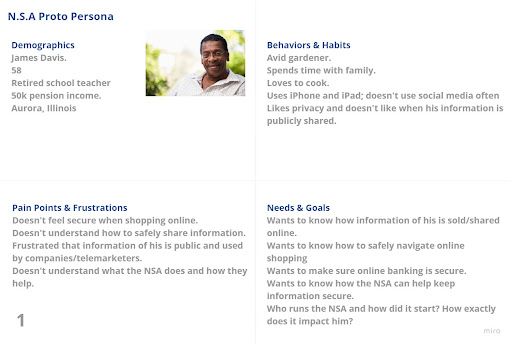 N.S.A Proto Persona
Demographics
James Davis.
58
Retired school teacher
50k pension income.
Aurora, Illinois
Behaviors & Habits
Avid gardener.
Spends time with family.
Loves to cook.
Uses iPhone and iPad; doesn't use social media often
Likes privacy and doesn't like when his information is
publicly shared.
Pain Points & Frustrations
Doesn't feel secure when shopping online.
Doesn't understand how to safely share information.
Frustrated that information of his is public and used
by companies/telemarketers.
Doesn't understand what the NSA does and how they
help.
1
Needs & Goals
Wants to know how information of his is sold/shared
online.
Wants to know how to safely navigate online
shopping
Wants to make sure online banking is secure.
Wants to know how the NSA can help keep
information secure.
Who runs the NSA and how did it start? How exactly
does it impact him?
miro